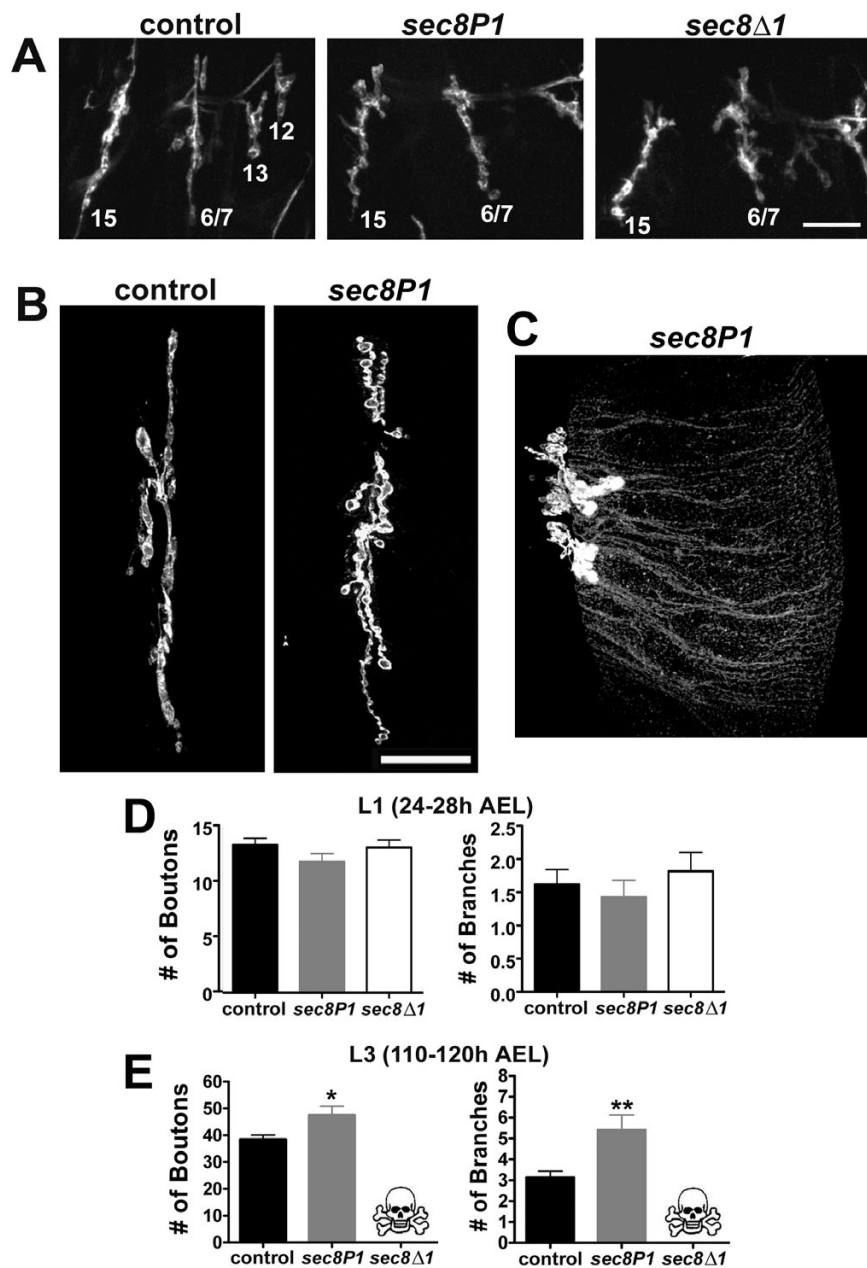 A
control
sec8P1
sec8Δ1
12
13
15
6/7
15
6/7
15
6/7
B
control
sec8P1
C
sec8P1
D
L1 (24-28h AEL)
# of Boutons
15
10
5
0
control sec8P1 sec8Δ1
# of Branches
2.5
2.0
1.5
1.0
0.5
0.0
control sec8P1 sec8Δ1
E
L3 (110-120h AEL)
# of Boutons
60
50
40
30
20
10
0
*
control sec8P1 sec8Δ1
# of Branches
8
7
6
5
4
3
2
1
0
**
control sec8P1 sec8Δ1